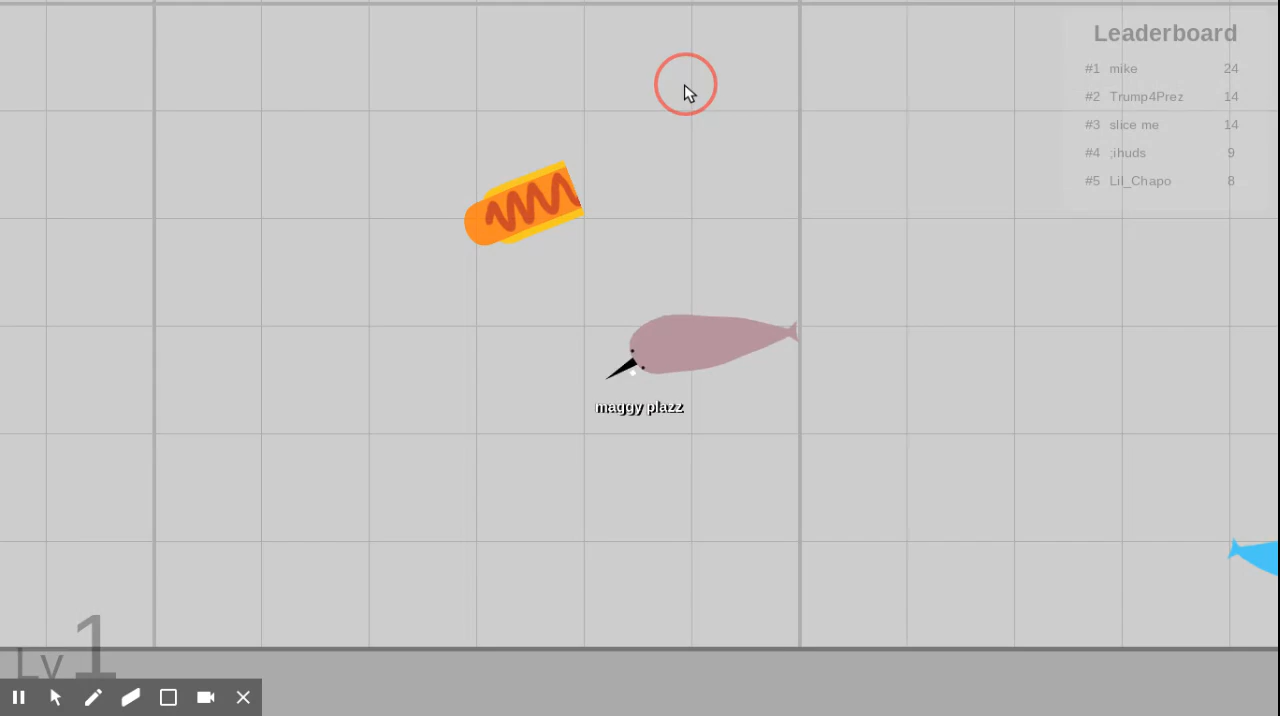 Leaderboard
#1 mike 24
#2 Trump4Prez 14
#3 slice me 14
#4 ;ihuds 9
#5 Lil_Chapo 8
maggy plazz
Lv 1